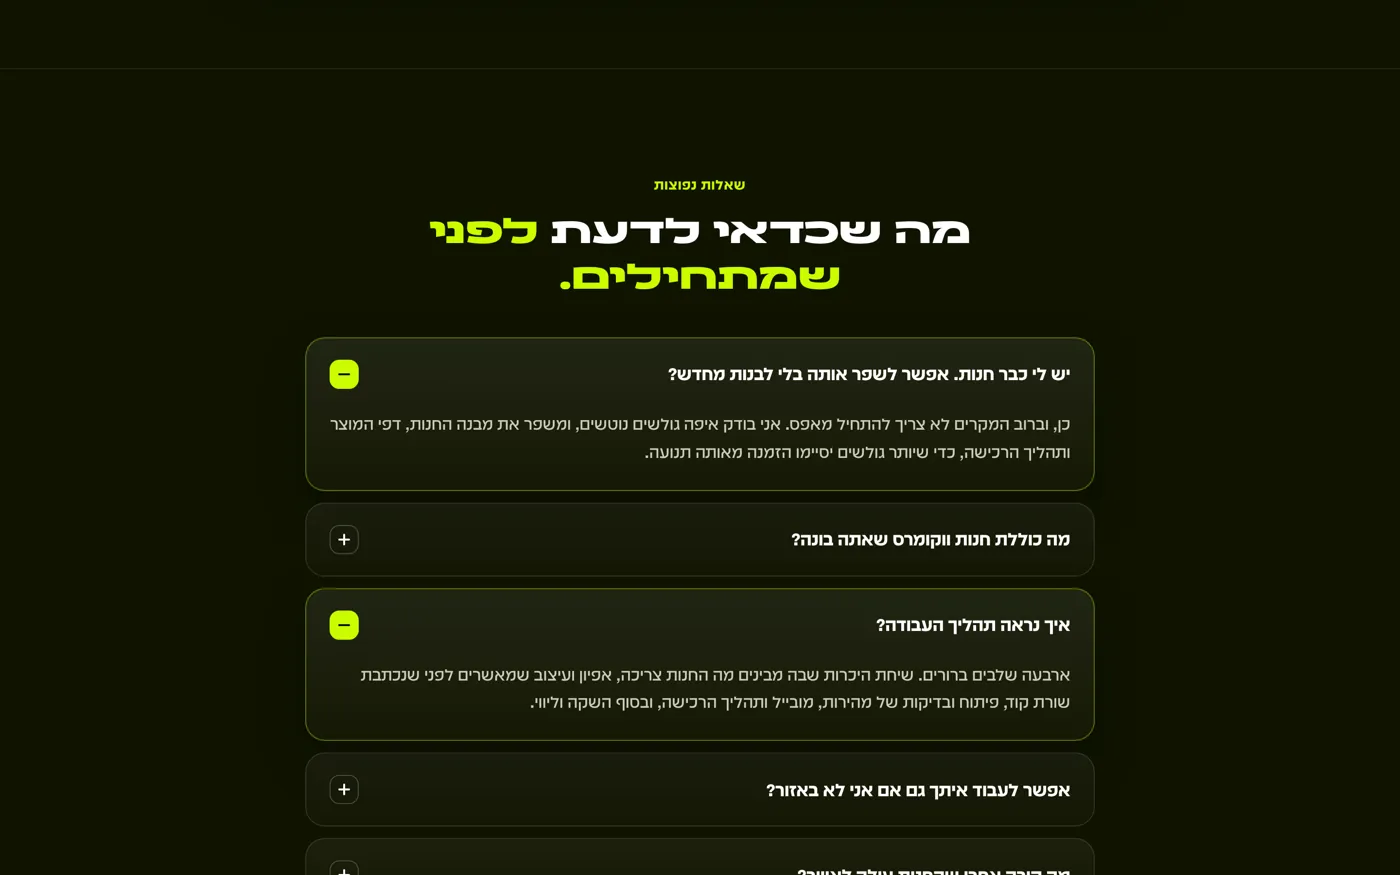 שאלות נפוצות
מה שכדאי לדעת לפני
שמתחילים.
יש לי כבר חנות. אפשר לשפר אותה בלי לבנות מחדש?
כן, וברוב המקרים לא צריך להתחיל מאפס. אני בודק איפה גולשים נוטשים, ומשפר את מבנה החנות, דפי המוצר
ותהליך הרכישה, כדי שיותר גולשים יסיימו הזמנה מאותה תנועה.
מה כוללת חנות ווקומרס שאתה בונה?
איך נראה תהליך העבודה?
ארבעה שלבים ברורים. שיחת היכרות שבה מבינים מה החנות צריכה, אפיון ועיצוב שמאשרים לפני שנכתבת
שורת קוד, פיתוח ובדיקות של מהירות, מובייל ותהליך הרכישה, ובסוף השקה וליווי.
אפשר לעבוד איתך גם אם אני לא באזור?